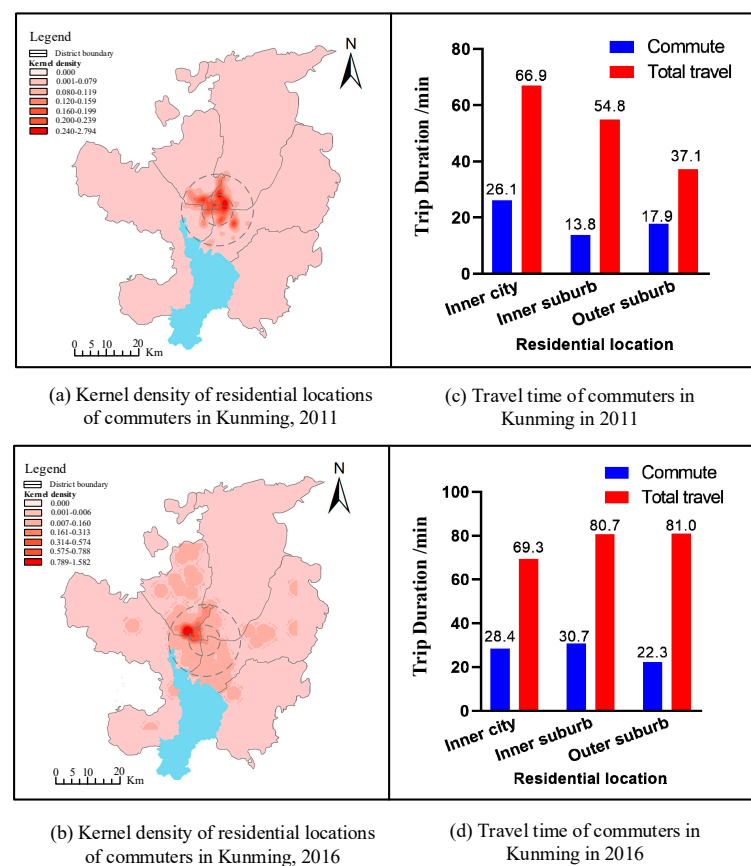 Legend
District boundary
Kernel density
0.000
0.001-0.079
0.080-0.119
0.120-0.159
0.160-0.199
0.200-0.239
0.240-2.794
N
0 5 10 20
Km
(a) Kernel density of residential locations
of commuters in Kunming, 2011
Commute
Total travel
Trip Duration /min
80
60
40
20
0
26.1
66.9
13.8
54.8
17.9
37.1
Inner city
Inner suburb
Outer suburb
Residential location
(c) Travel time of commuters in
Kunming in 2011
Legend
District boundary
Kernel density
0.000
0.001-0.006
0.007-0.160
0.161-0.313
0.314-0.574
0.575-0.788
0.789-1.582
N
0 5 10 20
Km
(b) Kernel density of residential locations
of commuters in Kunming, 2016
Commute
Total travel
Trip Duration /min
100
80
60
40
20
0
28.4
69.3
30.7
80.7
22.3
81.0
Inner city
Inner suburb
Outer suburb
Residential location
(d) Travel time of commuters in
Kunming in 2016